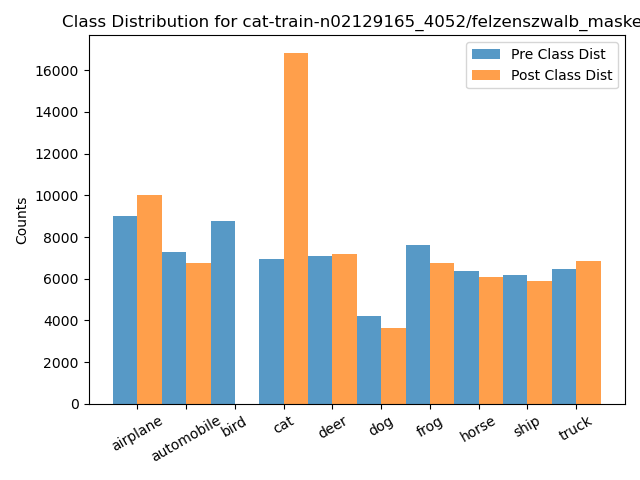 Class Distribution for cat-train-n02129165_4052/felzenszwalb_maske
Pre Class Dist
Post Class Dist
Counts
16000
14000
12000
10000
8000
6000
4000
2000
0
airplane
automobile
bird
cat
deer
dog
frog
horse
ship
truck